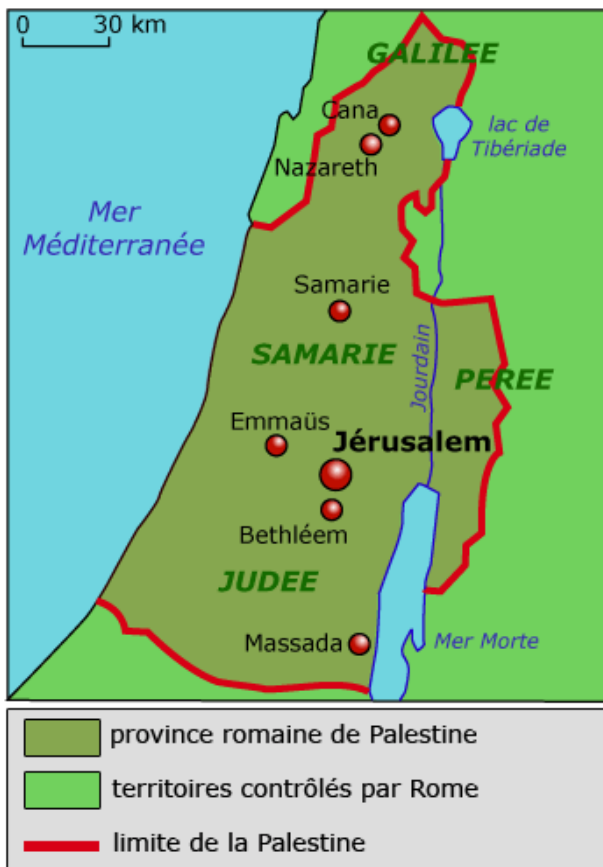 0 30 km
GALILEE
Cana
lac de
Tibériade
Nazareth
Mer
Méditerranée
Samarie
SAMARIE
Jourdain
PEREE
Emmaüs
Jérusalem
Bethléem
JUDEE
Massada
Mer Morte
province romaine de Palestine
territoires contrôlés par Rome
limite de la Palestine